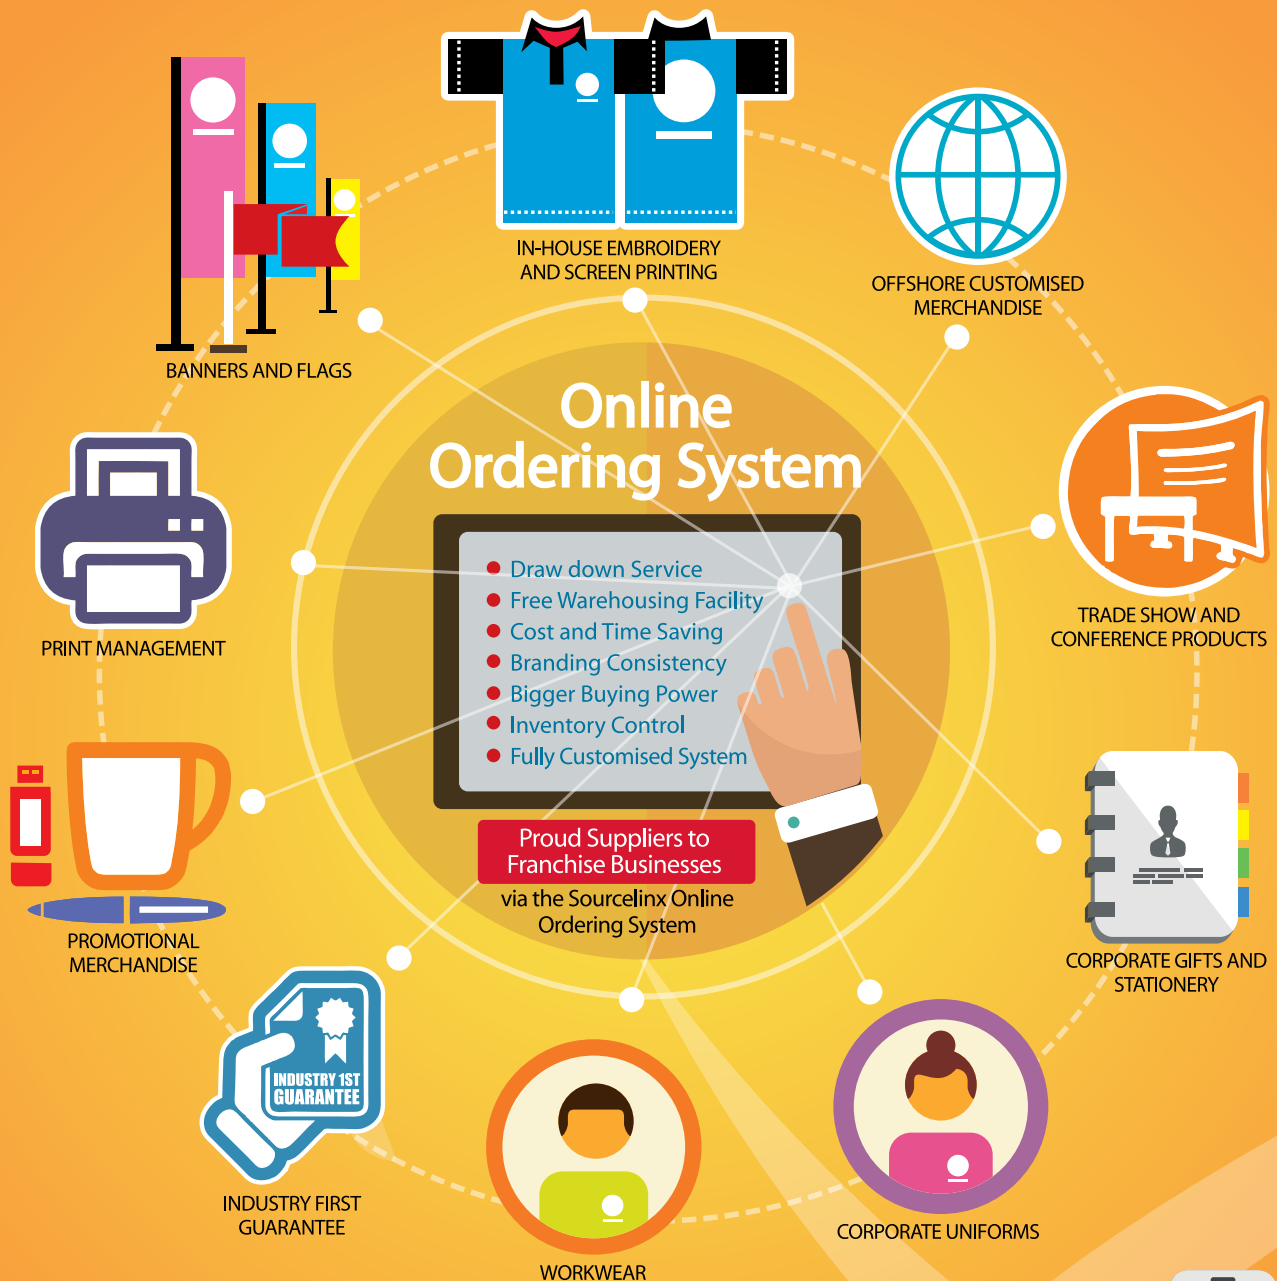 IN-HOUSE EMBROIDERY
AND SCREEN PRINTING
OFFSHORE CUSTOMISED
MERCHANDISE
BANNERS AND FLAGS
Online
Ordering System
Draw down Service
Free Warehousing Facility
Cost and Time Saving
Branding Consistency
Bigger Buying Power
Inventory Control
Fully Customised System
TRADE SHOW AND
CONFERENCE PRODUCTS
PRINT MANAGEMENT
Proud Suppliers to
Franchise Businesses
via the Sourcelinx Online
Ordering System
PROMOTIONAL
MERCHANDISE
CORPORATE GIFTS AND
STATIONERY
INDUSTRY 1ST
GUARANTEE
INDUSTRY FIRST
GUARANTEE
CORPORATE UNIFORMS
WORKWEAR